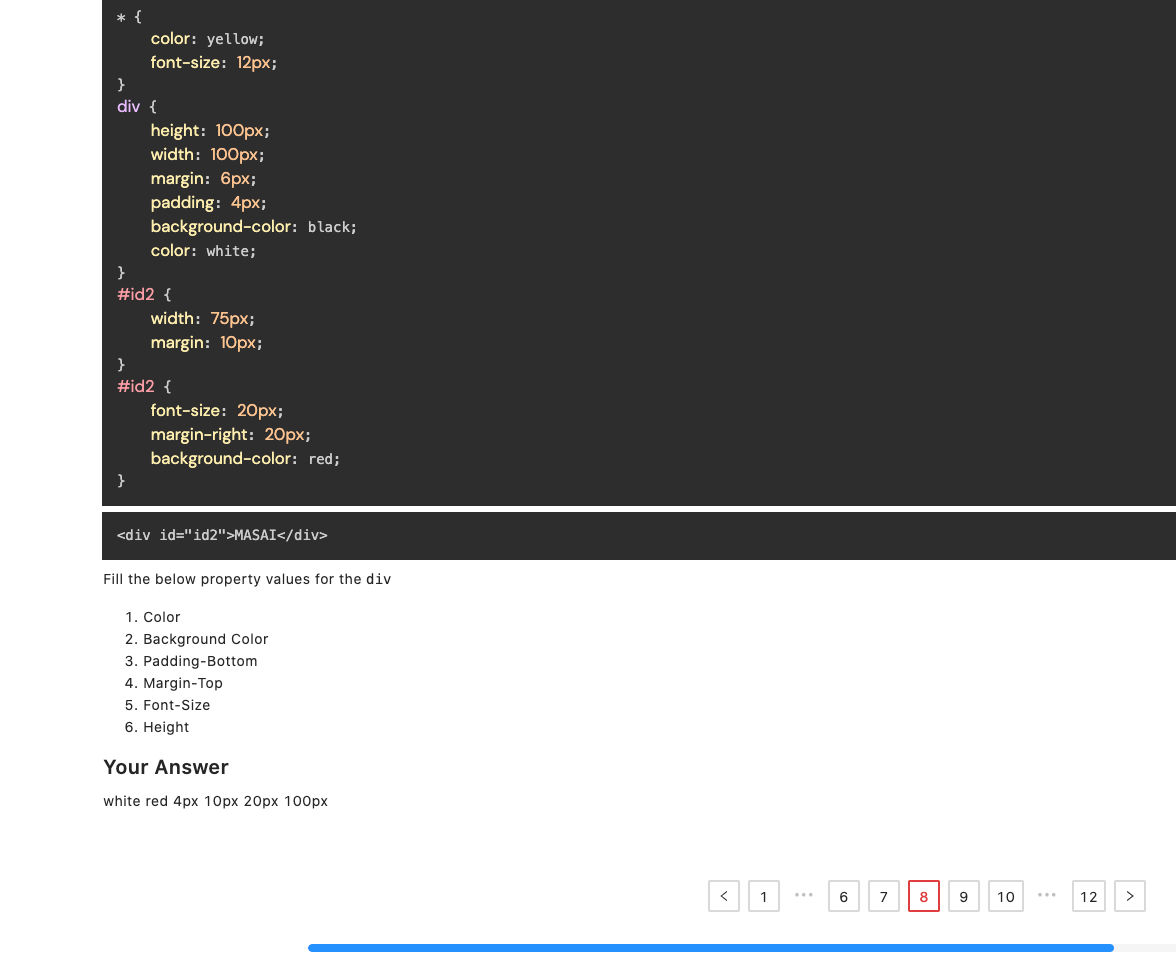 * {
    color: yellow;
    font-size: 12px;
}
div {
    height: 100px;
    width: 100px;
    margin: 6px;
    padding: 4px;
    background-color: black;
    color: white;
}
#id2 {
    width: 75px;
    margin: 10px;
}
#id2 {
    font-size: 20px;
    margin-right: 20px;
    background-color: red;
}
<div id="id2">MASAI</div>
Fill the below property values for the div
1. Color
2. Background Color
3. Padding-Bottom
4. Margin-Top
5. Font-Size
6. Height
Your Answer
white red 4px 10px 20px 100px
< 1 ••• 6 7 8 9 10 ••• 12 >